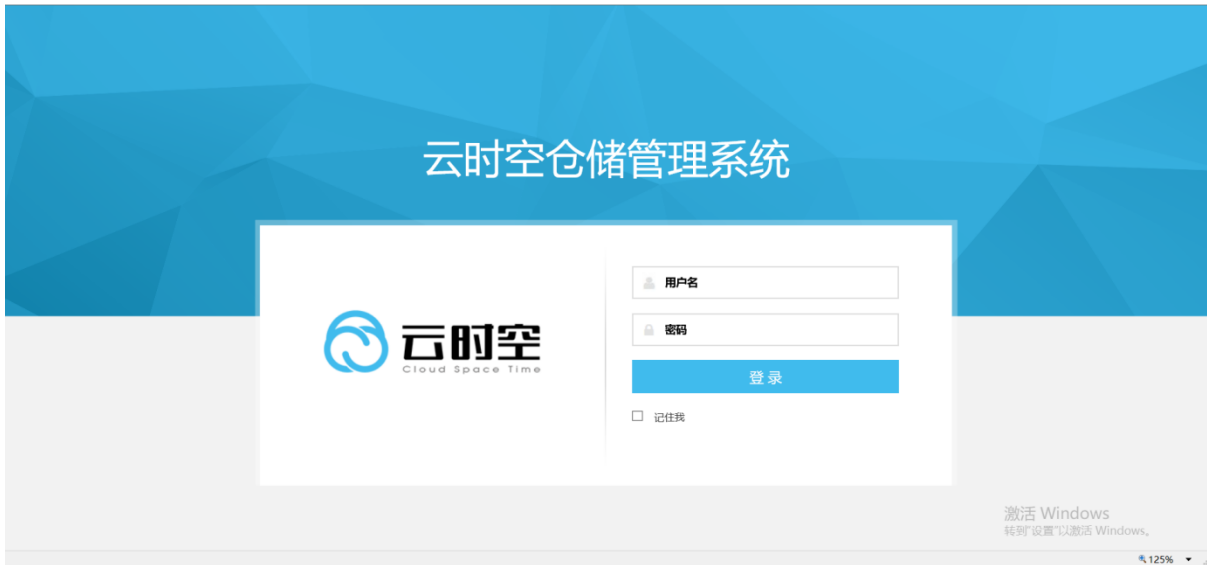 云时空仓储管理系统
云时空
Cloud Space Time
用户名
密码
登录
记住我
激活 Windows
转到"设置"以激活 Windows。
125%